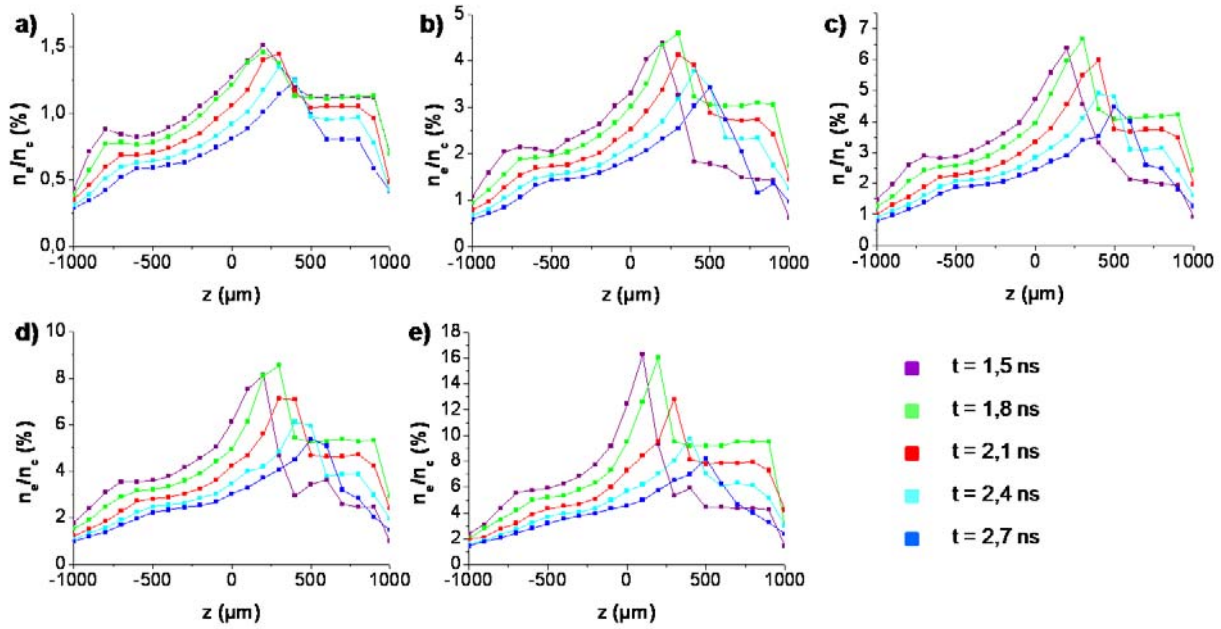 a)
1,5
1,0
0,5
0,0
n_e/n_c (%)
-1000 -500 0 500 1000
z (µm)
b)
5
4
3
2
1
0
n_e/n_c (%)
-1000 -500 0 500 1000
z (µm)
c)
7
6
5
4
3
2
1
0
n_e/n_c (%)
-1000 -500 0 500 1000
z (µm)
d)
10
8
6
4
2
0
n_e/n_c (%)
-1000 -500 0 500 1000
z (µm)
e)
18
16
14
12
10
8
6
4
2
0
n_e/n_c (%)
-1000 -500 0 500 1000
z (µm)
t = 1,5 ns
t = 1,8 ns
t = 2,1 ns
t = 2,4 ns
t = 2,7 ns